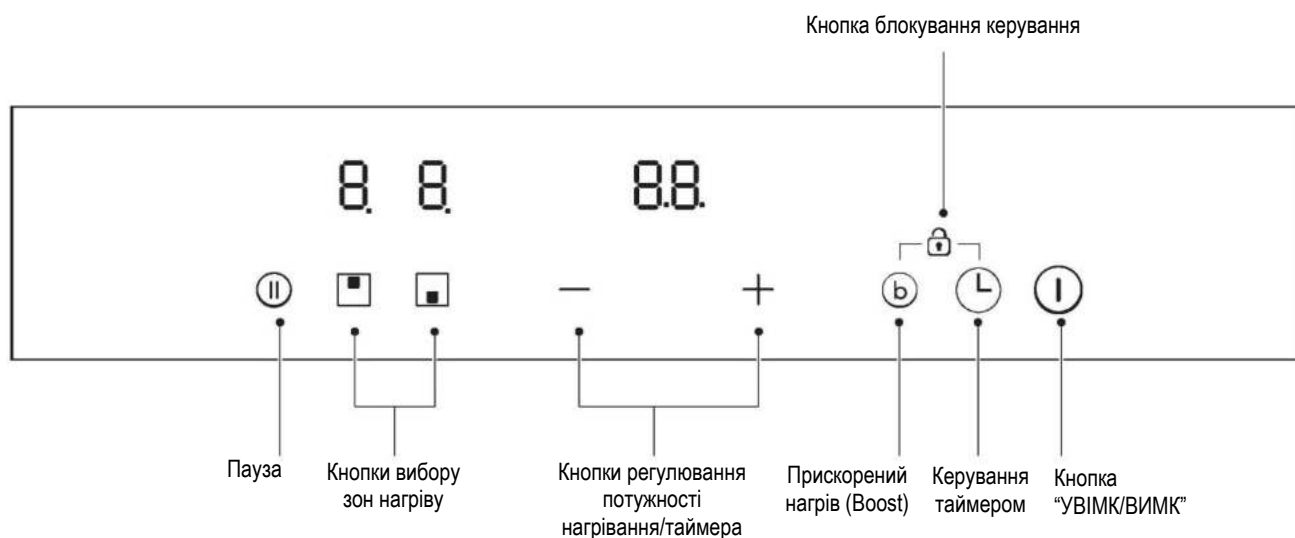 Кнопка блокування керування
8. 8. 8.8.
b
Пауза
Кнопки вибору
зон нагріву
Кнопки регулювання
потужності
нагрівання/таймера
Прискорений
нагрів (Boost)
Керування
таймером
Кнопка
“УВІМК/ВИМК”